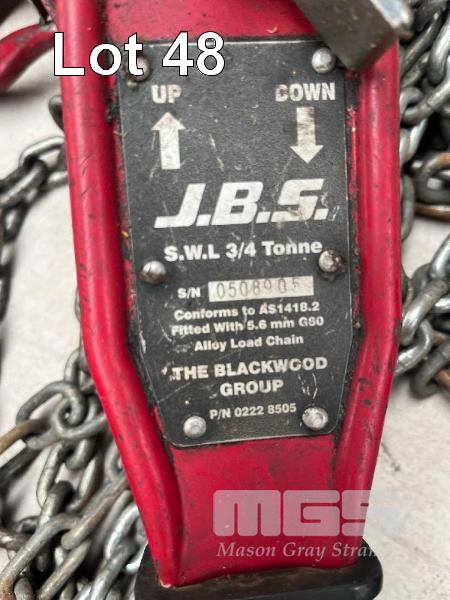 Lot 48
UP DOWN
J.B.S.
S.W.L 3/4 Tonne
S/N 0508905
Conforms to AS1418.2
Fitted With 5.6 mm G80
Alloy Load Chain
THE BLACKWOOD
GROUP
P/N 0222 8505
MGS
Mason Gray Stran